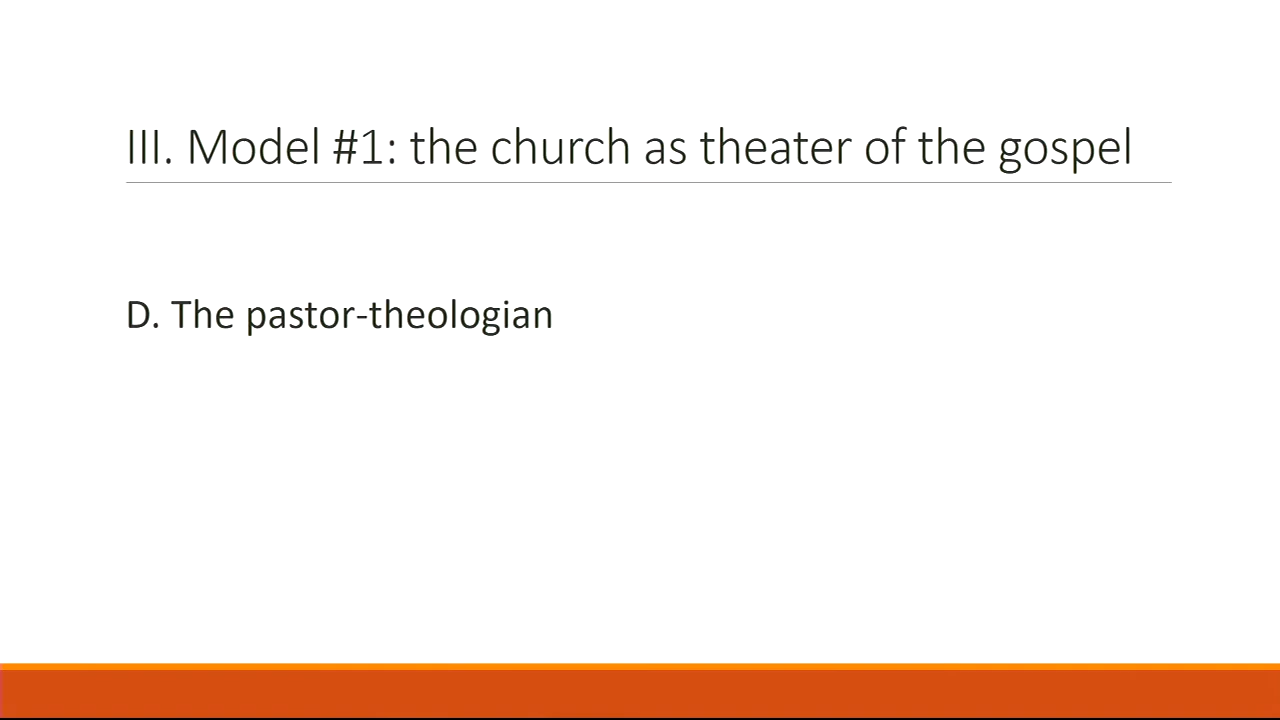 III. Model #1: the church as theater of the gospel
D. The pastor-theologian